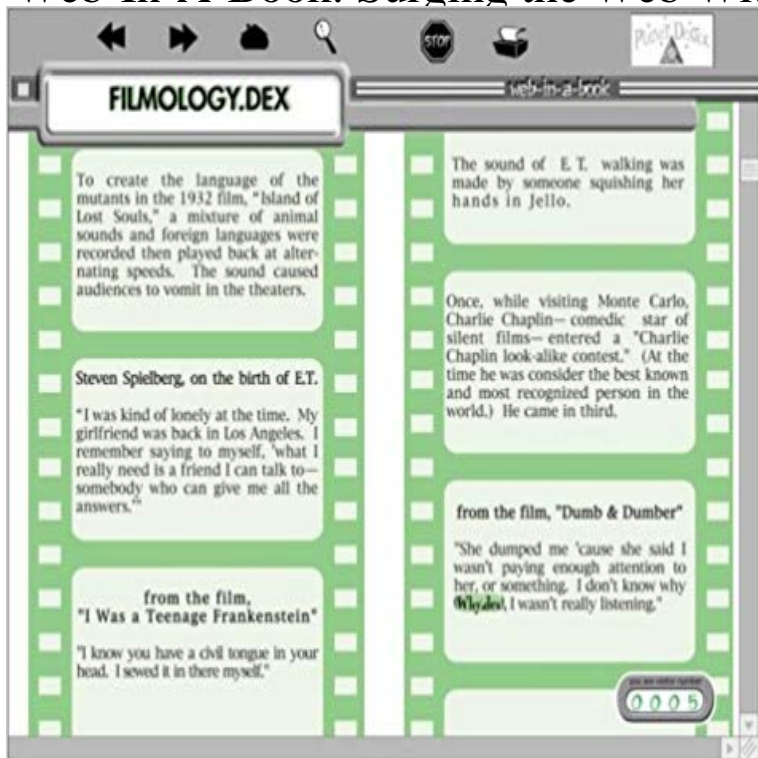 STOP
Planet Dexter
FILMOLOGY.DEX
web-in-a-book
To create the language of the
mutants in the 1932 film, "Island of
Lost Souls," a mixture of animal
sounds and foreign languages were
recorded then played back at alter-
nating speeds. The sound caused
audiences to vomit in the theaters.
Steven Spielberg, on the birth of E.T.
"I was kind of lonely at the time. My
girlfriend was back in Los Angeles. I
remember saying to myself, 'what I
really need is a friend I can talk to—
somebody who can give me all the
answers.'"
from the film,
"I Was a Teenage Frankenstein"
"I know you have a civil tongue in your
head. I sewed it in there myself."
The sound of E. T. walking was
made by someone squishing her
hands in Jello.
Once, while visiting Monte Carlo,
Charlie Chaplin— comedic star of
silent films— entered a "Charlie
Chaplin look-alike contest." (At the
time he was consider the best known
and most recognized person in the
world.) He came in third.
from the film, "Dumb & Dumber"
"She dumped me 'cause she said I
wasn't paying enough attention to
her, or something. I don't know why
I wasn't really listening."
you are visitor number
0005